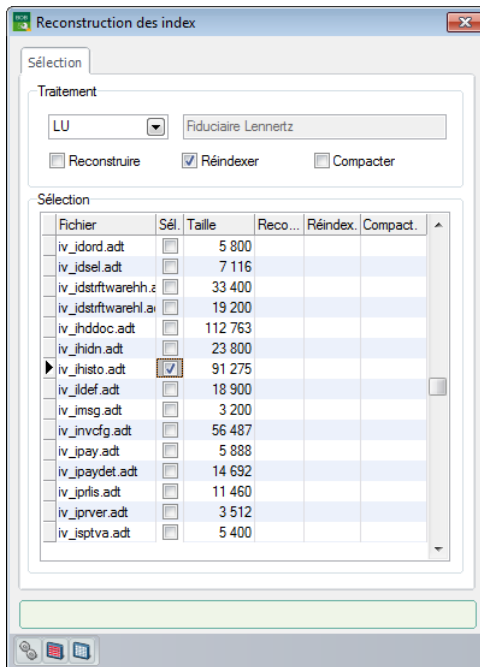 BOB
Reconstruction des index
Sélection
Traitement
LU Fiduciaire Lennertz
Reconstruire Réindexer Compacter
Sélection
Fichier Sél. Taille Reco... Réindex. Compact.
iv_idord.adt 5 800
iv_idsel.adt 7 116
iv_idstrftwarehh.a 33 400
iv_idstrftwarehl.a 19 200
iv_ihddoc.adt 112 763
iv_ihidn.adt 23 800
iv_ihisto.adt 91 275
iv_ildef.adt 18 900
iv_imsg.adt 3 200
iv_invcfg.adt 56 487
iv_ipay.adt 5 888
iv_ipaydet.adt 14 692
iv_iprlis.adt 11 460
iv_iprver.adt 3 512
iv_isptva.adt 5 400